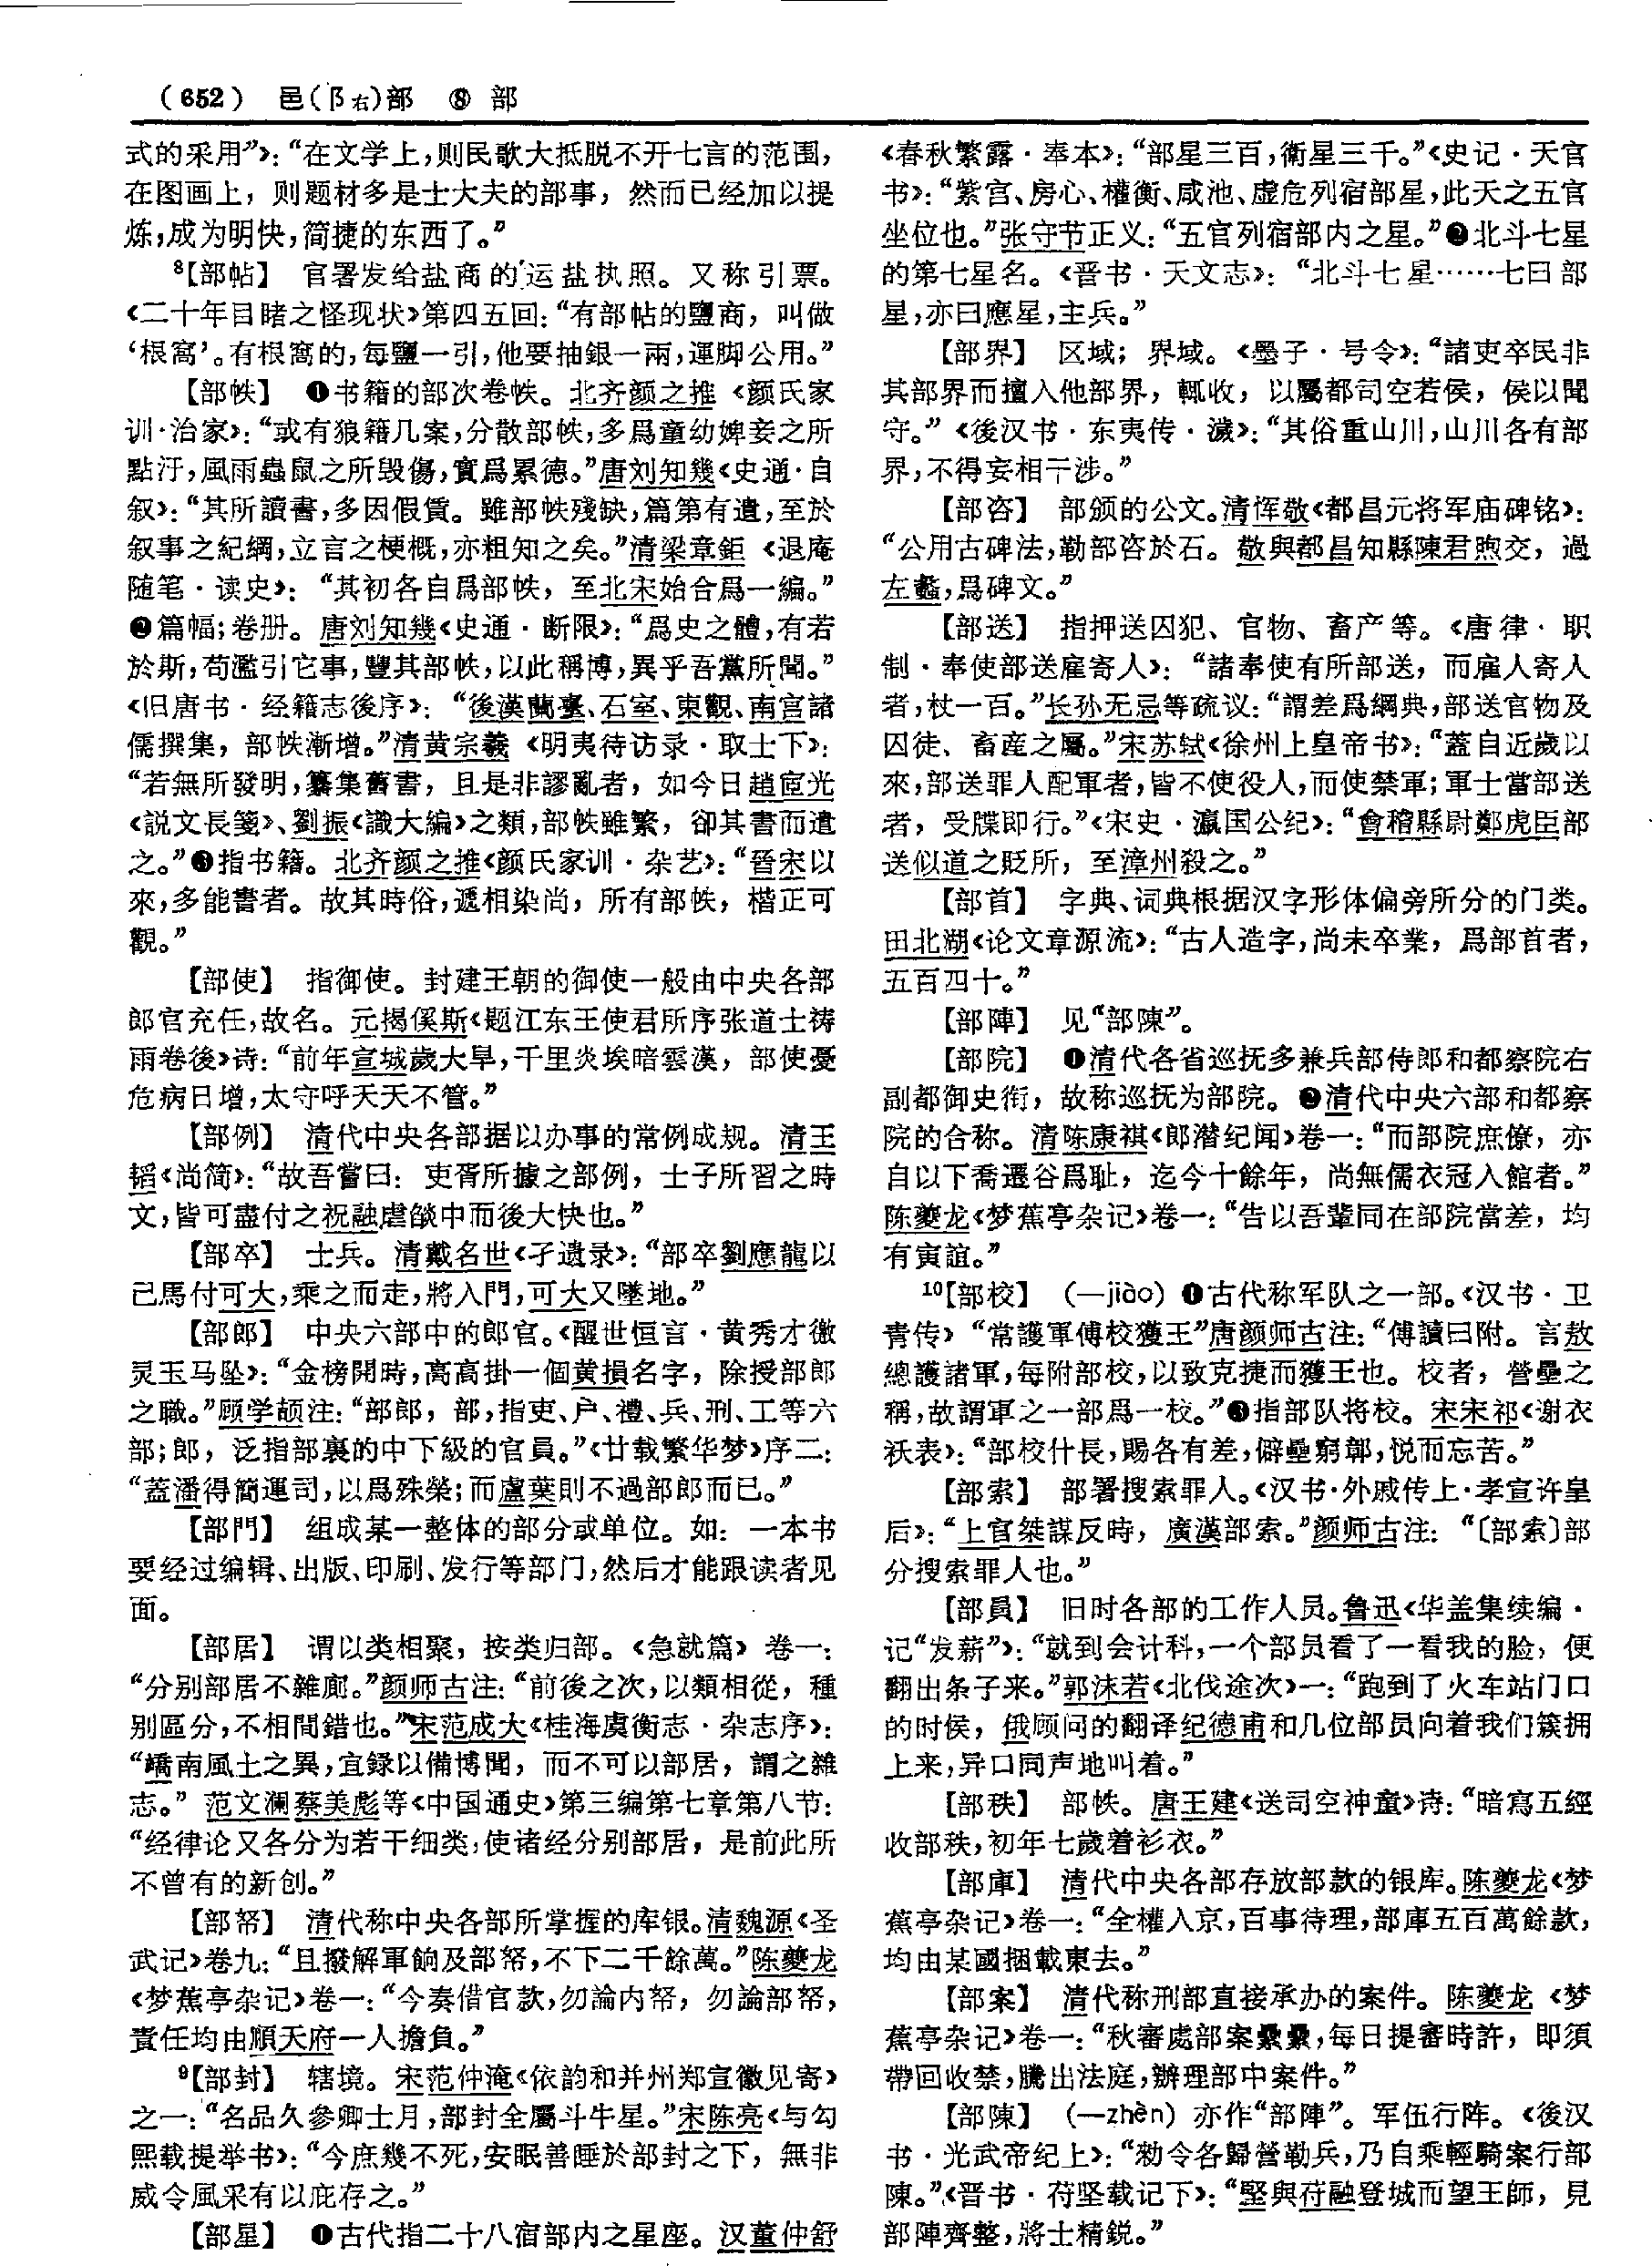 （652） 邑(阝右)部 ⑧ 部
式的采用”》：“在文学上，则民歌大抵脱不开七言的范围，
在图画上，则题材多是士大夫的部事，然而已经加以提
炼，成为明快，简捷的东西了。”
⁸【部帖】 官署发给盐商的运盐执照。又称引票。
《二十年目睹之怪现状》第四五回：“有部帖的鹽商，叫做
‘根窩’。有根窩的，每鹽一引，他要抽銀一兩，運脚公用。”
【部帙】 ❶书籍的部次卷帙。北齐颜之推《颜氏家
训·治家》：“或有狼籍几案，分散部帙，多爲童幼婢妾之所
點汙，風雨蟲鼠之所毁傷，實爲累德。”唐刘知幾《史通·自
叙》：“其所讀書，多因假賃。雖部帙殘缺，篇第有遺，至於
叙事之紀綱，立言之梗概，亦粗知之矣。”清梁章鉅《退庵
随笔·读史》：“其初各自爲部帙，至北宋始合爲一編。”
❷篇幅；卷册。唐刘知幾《史通·断限》：“爲史之體，有若
於斯，苟濫引它事，豐其部帙，以此稱博，異乎吾黨所聞。”
《旧唐书·经籍志後序》：“後漢蘭臺、石室、東觀、南宫諸
儒撰集，部帙漸增。”清黄宗羲《明夷待访录·取士下》：
“若無所發明，纂集舊書，且是非謬亂者，如今日趙宧光
《説文長箋》、劉振《識大編》之類，部帙雖繁，卻其書而遣
之。”❸指书籍。北齐颜之推《颜氏家训·杂艺》：“晉宋以
來，多能書者。故其時俗，遞相染尚，所有部帙，楷正可
觀。”
【部使】 指御使。封建王朝的御使一般由中央各部
郎官充任，故名。元揭傒斯《题江东王使君所序张道士祷
雨卷後》诗：“前年宣城歲大旱，千里炎埃暗雲漢，部使憂
危病日增，太守呼天天不管。”
【部例】 清代中央各部据以办事的常例成规。清王
韬《尚简》：“故吾嘗曰：吏胥所據之部例，士子所習之時
文，皆可盡付之祝融虐燄中而後大快也。”
【部卒】 士兵。清戴名世《孑遗录》：“部卒劉應龍以
己馬付可大，乘之而走，將入門，可大又墜地。”
【部郎】 中央六部中的郎官。《醒世恒言·黄秀才徼
灵玉马坠》：“金榜開時，高高掛一個黄損名字，除授部郎
之職。”顾学颉注：“部郎，部，指吏、户、禮、兵、刑、工等六
部；郎，泛指部裏的中下級的官員。”《廿载繁华梦》序二：
“蓋潘得簡運司，以爲殊榮；而盧葉則不過部郎而已。”
【部門】 组成某一整体的部分或单位。如：一本书
要经过编辑、出版、印刷、发行等部门，然后才能跟读者见
面。
【部居】 谓以类相聚，按类归部。《急就篇》卷一：
“分别部居不雜廁。”颜师古注：“前後之次，以類相從，種
别區分，不相間錯也。”宋范成大《桂海虞衡志·杂志序》：
“嶠南風土之異，宜録以備博聞，而不可以部居，謂之雜
志。”范文澜蔡美彪等《中国通史》第三编第七章第八节：
“经律论又各分为若干细类，使诸经分别部居，是前此所
不曾有的新创。”
【部帑】 清代称中央各部所掌握的库银。清魏源《圣
武记》卷九：“且撥解軍餉及部帑，不下二千餘萬。”陈夔龙
《梦蕉亭杂记》卷一：“今奏借官款，勿論内帑，勿論部帑，
責任均由順天府一人擔負。”
⁹【部封】 辖境。宋范仲淹《依韵和并州郑宣徽见寄》
之一：“名品久參卿士月，部封全屬斗牛星。”宋陈亮《与勾
熙载提举书》：“今庶幾不死，安眠善睡於部封之下，無非
威令風采有以庇存之。”
【部星】 ❶古代指二十八宿部内之星座。汉董仲舒
《春秋繁露·奉本》：“部星三百，衛星三千。”《史记·天官
书》：“紫宫、房心、權衡、咸池、虚危列宿部星，此天之五官
坐位也。”张守节正义：“五官列宿部内之星。”❷北斗七星
的第七星名。《晋书·天文志》：“北斗七星……七曰部
星，亦曰應星，主兵。”
【部界】 区域；界域。《墨子·号令》：“諸吏卒民非
其部界而擅入他部界，輒收，以屬都司空若侯，侯以聞
守。”《後汉书·东夷传·濊》：“其俗重山川，山川各有部
界，不得妄相干涉。”
【部咨】 部颁的公文。清恽敬《都昌元将军庙碑铭》：
“公用古碑法，勒部咨於石。敬與都昌知縣陳君煦交，過
左蠡，爲碑文。”
【部送】 指押送囚犯、官物、畜产等。《唐律·职
制·奉使部送雇寄人》：“諸奉使有所部送，而雇人寄人
者，杖一百。”长孙无忌等疏议：“謂差爲綱典，部送官物及
囚徒、畜産之屬。”宋苏轼《徐州上皇帝书》：“蓋自近歲以
來，部送罪人配軍者，皆不使役人，而使禁軍；軍士當部送
者，受牒即行。”《宋史·瀛国公纪》：“會稽縣尉鄭虎臣部
送似道之貶所，至漳州殺之。”
【部首】 字典、词典根据汉字形体偏旁所分的门类。
田北湖《论文章源流》：“古人造字，尚未卒業，爲部首者，
五百四十。”
【部陣】 见“部陳”。
【部院】 ❶清代各省巡抚多兼兵部侍郎和都察院右
副都御史衔，故称巡抚为部院。❷清代中央六部和都察
院的合称。清陈康祺《郎潜纪闻》卷一：“而部院庶僚，亦
自以下喬遷谷爲耻，迄今十餘年，尚無儒衣冠入館者。”
陈夔龙《梦蕉亭杂记》卷一：“告以吾輩同在部院當差，均
有寅誼。”
¹⁰【部校】 （—jiào）❶古代称军队之一部。《汉书·卫
青传》“常護軍傅校獲王”唐颜师古注：“傅讀曰附。言敖
總護諸軍，每附部校，以致克捷而獲王也。校者，營壘之
稱，故謂軍之一部爲一校。”❸指部队将校。宋宋祁《谢衣
袄表》：“部校什長，賜各有差，僻壘窮鄣，悦而忘苦。”
【部索】 部署搜索罪人。《汉书·外戚传上·孝宣许皇
后》：“上官桀謀反時，廣漢部索。”颜师古注：“〔部索〕部
分搜索罪人也。”
【部員】 旧时各部的工作人员。鲁迅《华盖集续编·
记“发薪”》：“就到会计科，一个部员看了一看我的脸，便
翻出条子来。”郭沫若《北伐途次》一：“跑到了火车站门口
的时侯，俄顾问的翻译纪德甫和几位部员向着我们簇拥
上来，异口同声地叫着。”
【部秩】 部帙。唐王建《送司空神童》诗：“暗寫五經
收部秩，初年七歲着衫衣。”
【部庫】 清代中央各部存放部款的银库。陈夔龙《梦
蕉亭杂记》卷一：“全權入京，百事待理，部庫五百萬餘款，
均由某國捆載東去。”
【部案】 清代称刑部直接承办的案件。陈夔龙《梦
蕉亭杂记》卷一：“秋審處部案纍纍，每日提審時許，即須
帶回收禁，騰出法庭，辦理部中案件。”
【部陳】 （—zhèn）亦作“部陣”。军伍行阵。《後汉
书·光武帝纪上》：“勑令各歸營勒兵，乃自乘輕騎案行部
陳。”《晋书·苻坚载记下》：“堅與苻融登城而望王師，見
部陣齊整，將士精鋭。”